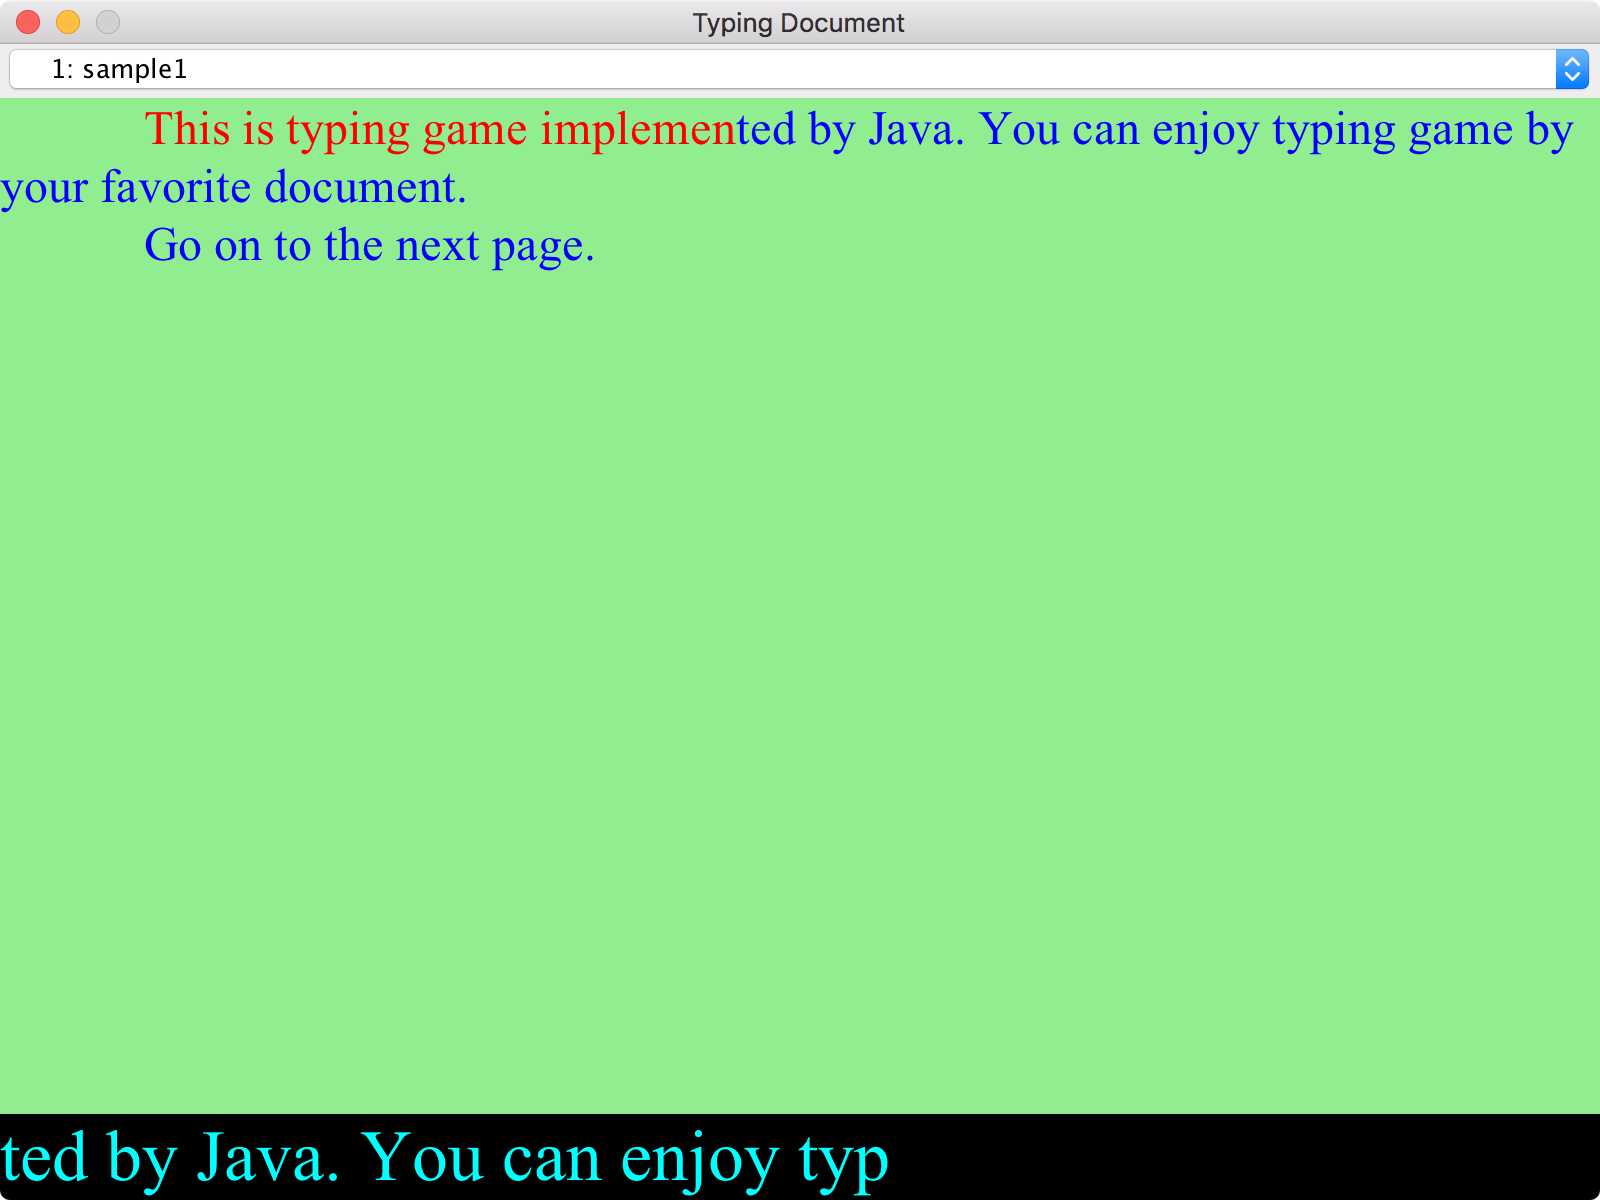 Typing Document
1: sample1
This is typing game implemented by Java. You can enjoy typing game by
your favorite document.
Go on to the next page.
ted by Java. You can enjoy typ